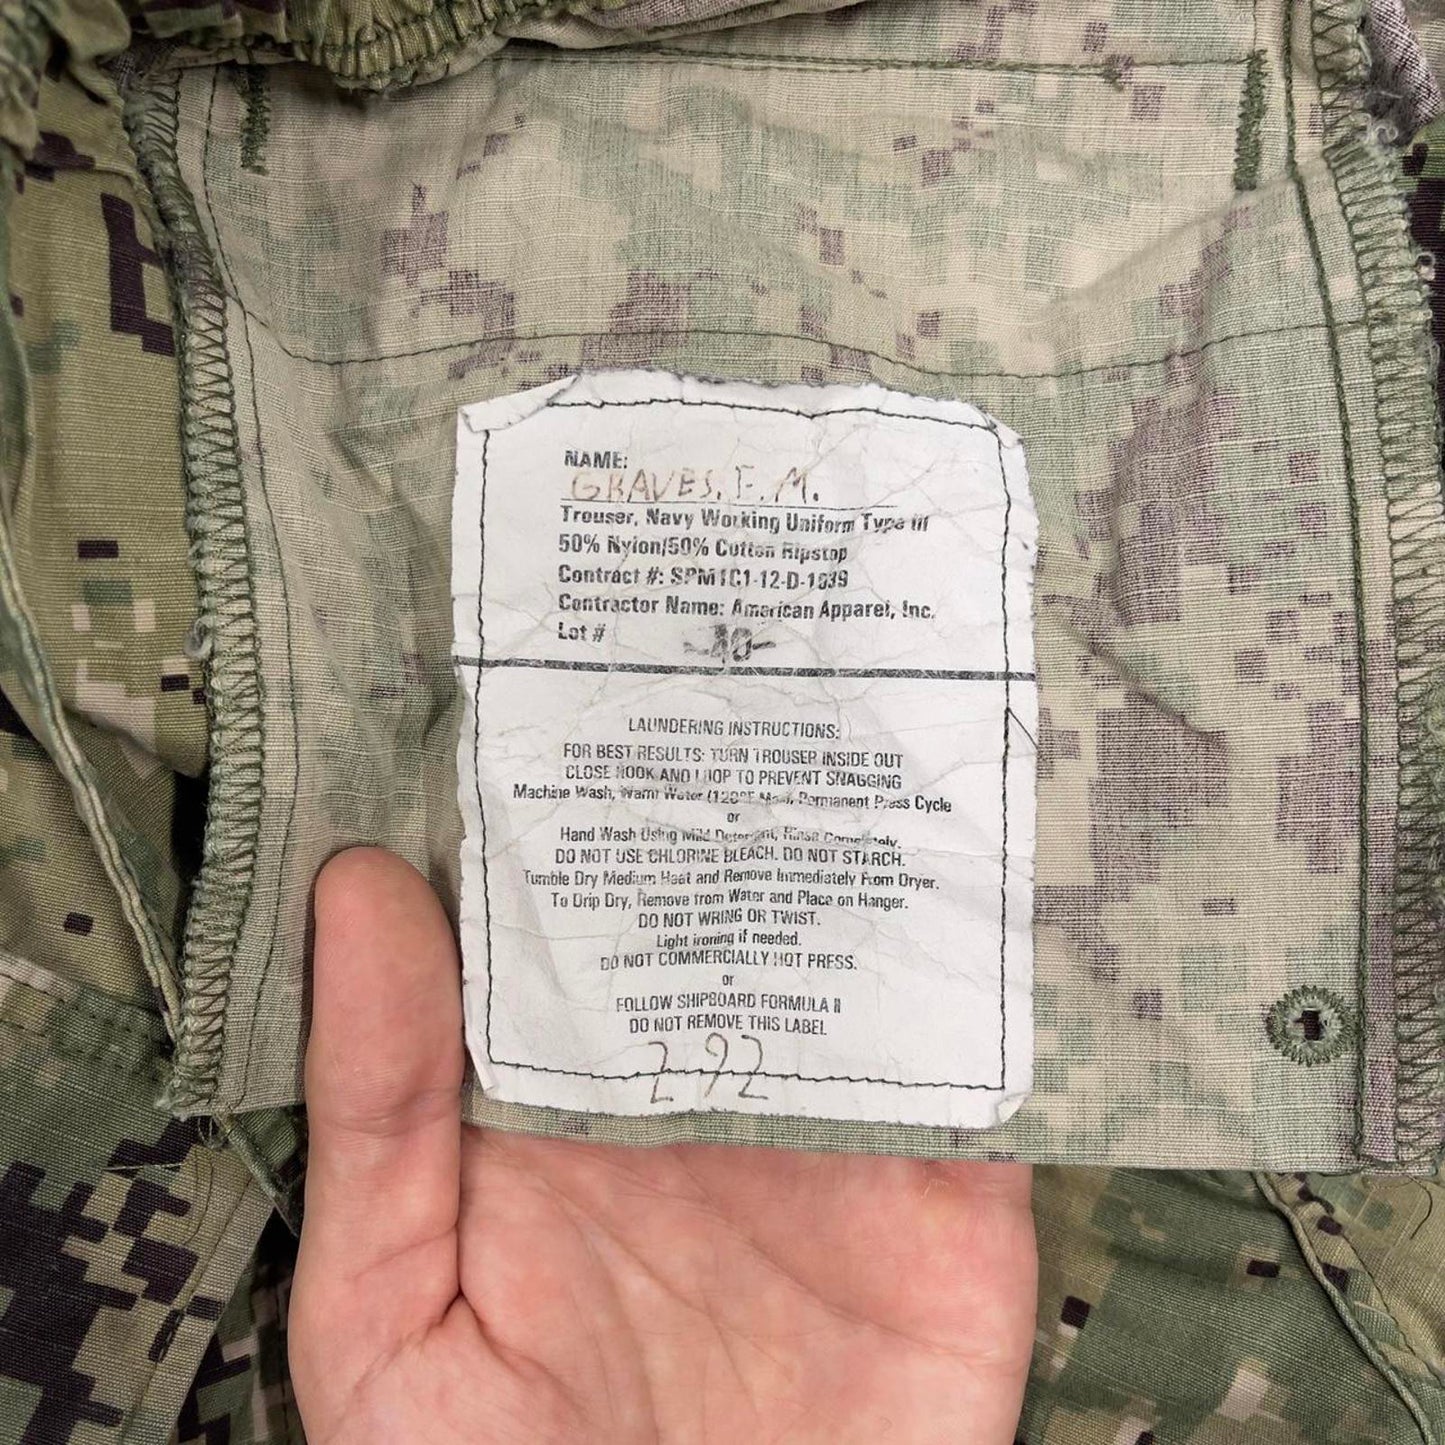 NAME:
GRAVES. E. M.
Trouser, Navy Working Uniform Type III
50% Nylon/50% Cotton Ripstop
Contract #: SPM1C1-12-D-1039
Contractor Name: American Apparel, Inc.
Lot # -40-
LAUNDERING INSTRUCTIONS:
FOR BEST RESULTS: TURN TROUSER INSIDE OUT
CLOSE HOOK AND LOOP TO PREVENT SNAGGING
Machine Wash, Warm Water (120°F Max), Permanent Press Cycle
or
Hand Wash Using Mild Detergent, Rinse Completely.
DO NOT USE CHLORINE BLEACH. DO NOT STARCH.
Tumble Dry Medium Heat and Remove Immediately From Dryer.
To Drip Dry, Remove from Water and Place on Hanger.
DO NOT WRING OR TWIST.
Light ironing if needed.
DO NOT COMMERCIALLY HOT PRESS.
or
FOLLOW SHIPBOARD FORMULA II
DO NOT REMOVE THIS LABEL
292